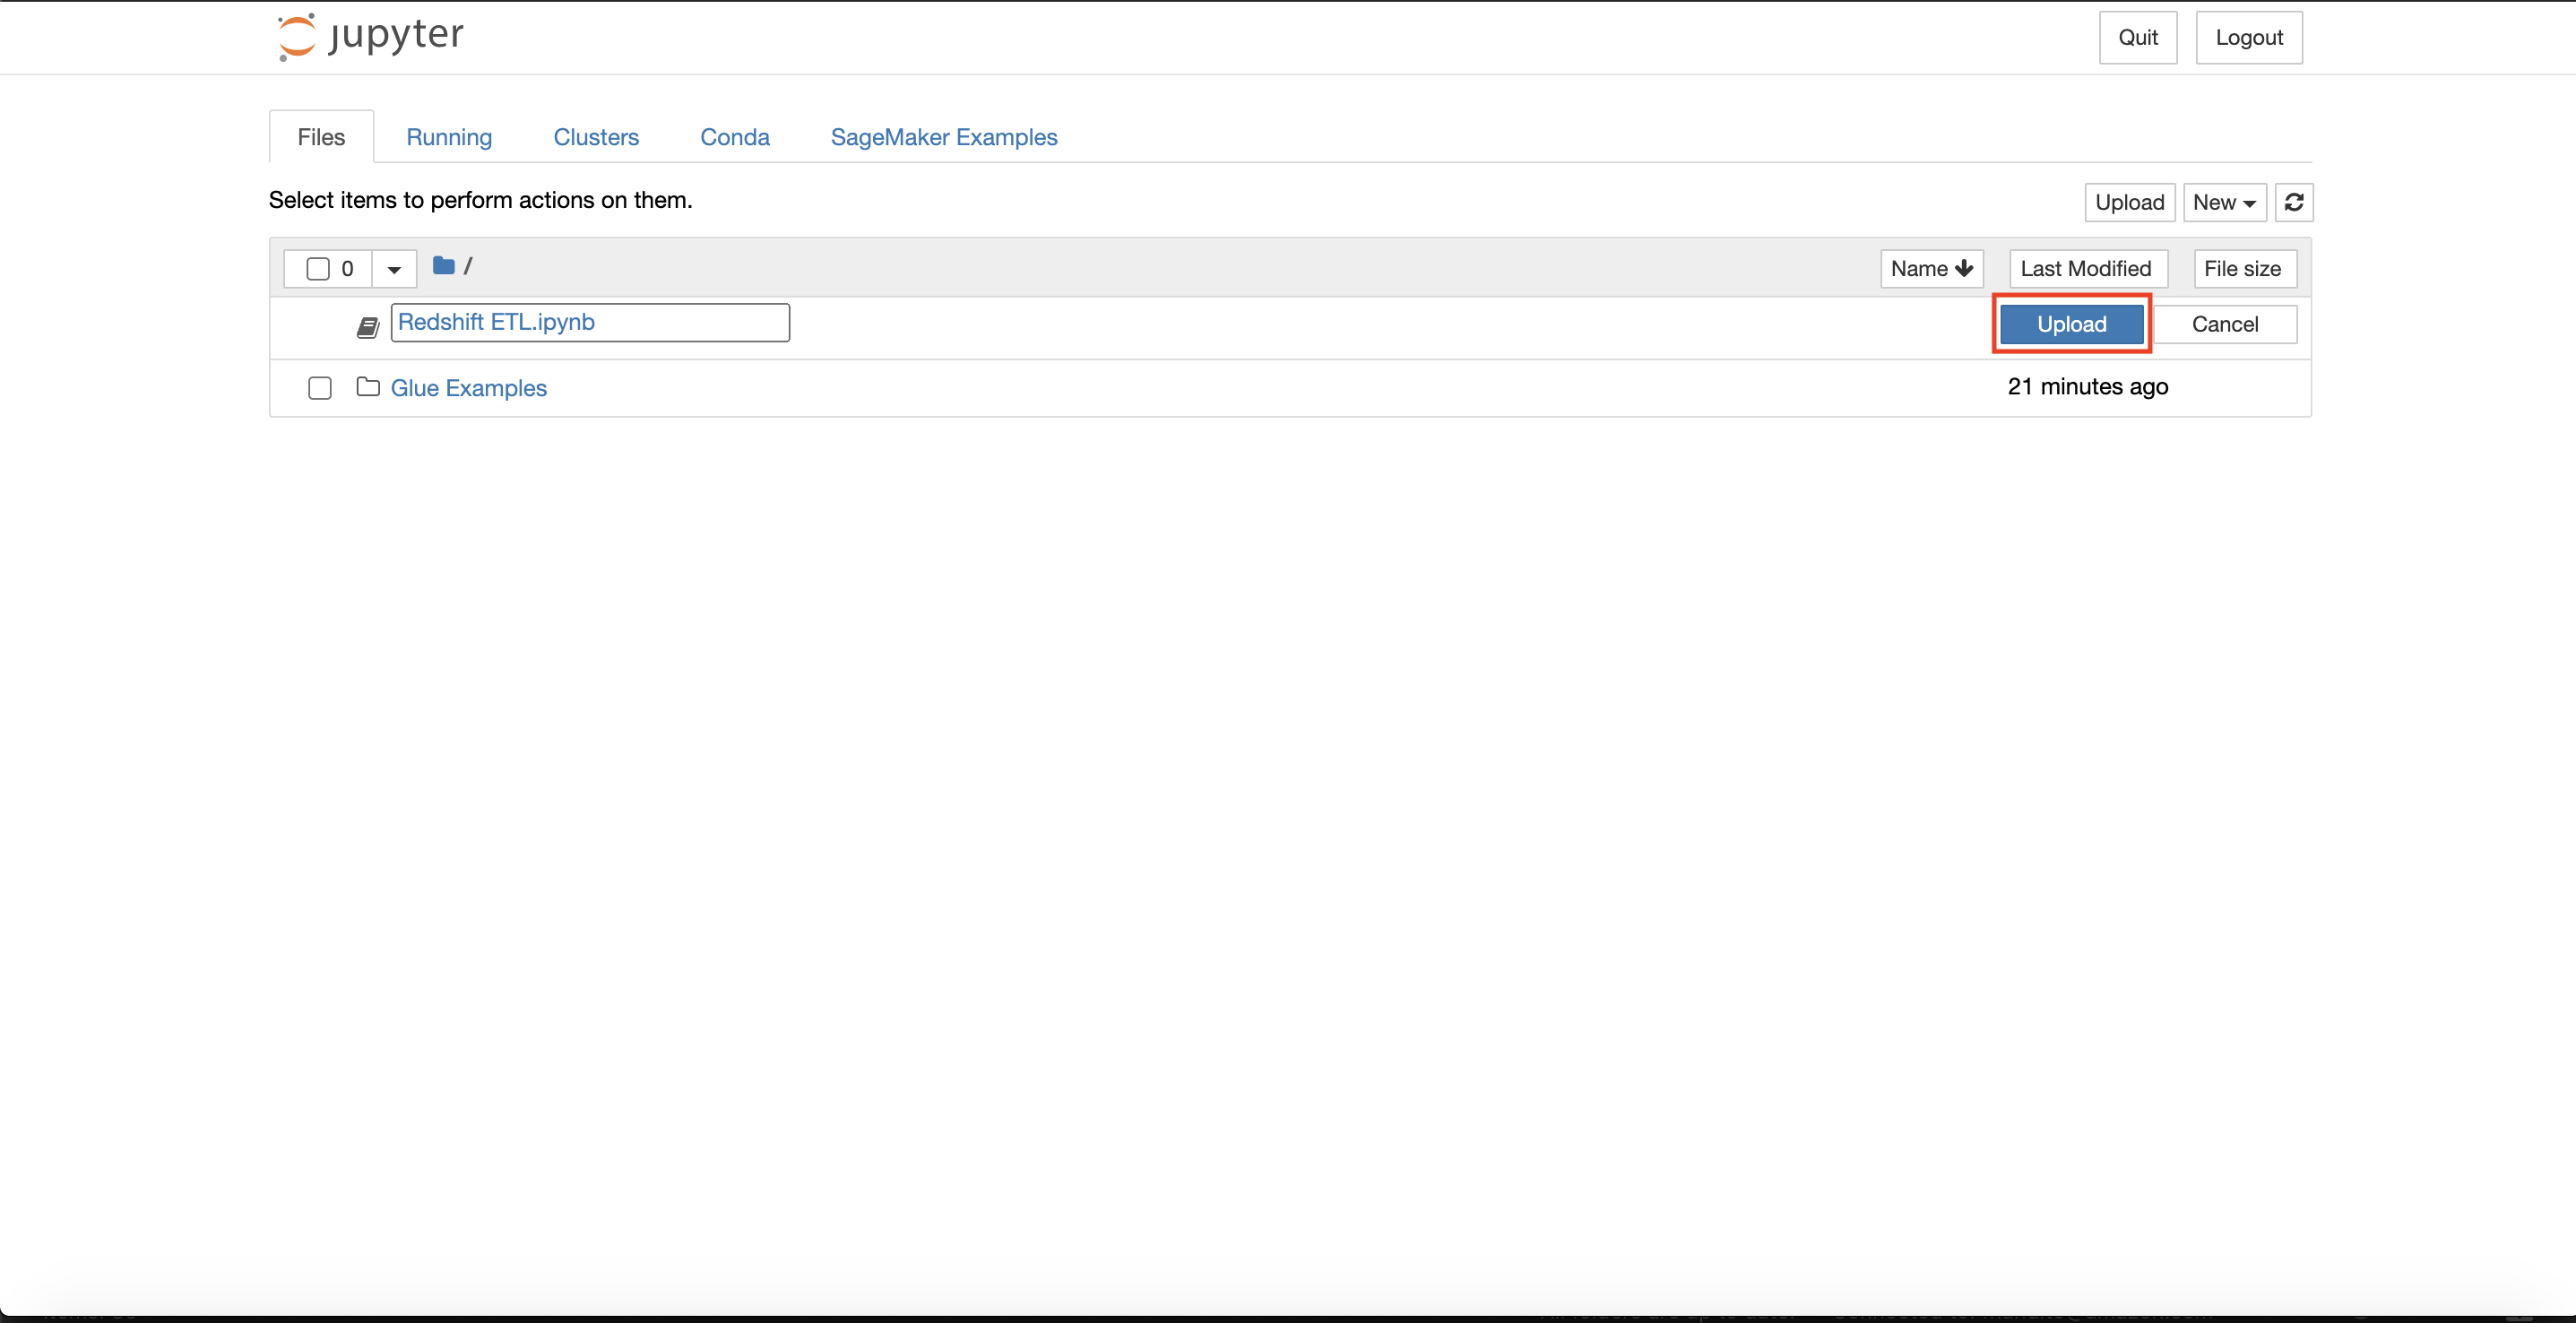 jupyter
Quit Logout
Files Running Clusters Conda SageMaker Examples
Select items to perform actions on them.
Upload New
0 / Name Last Modified File size
Redshift ETL.ipynb Upload Cancel
Glue Examples 21 minutes ago